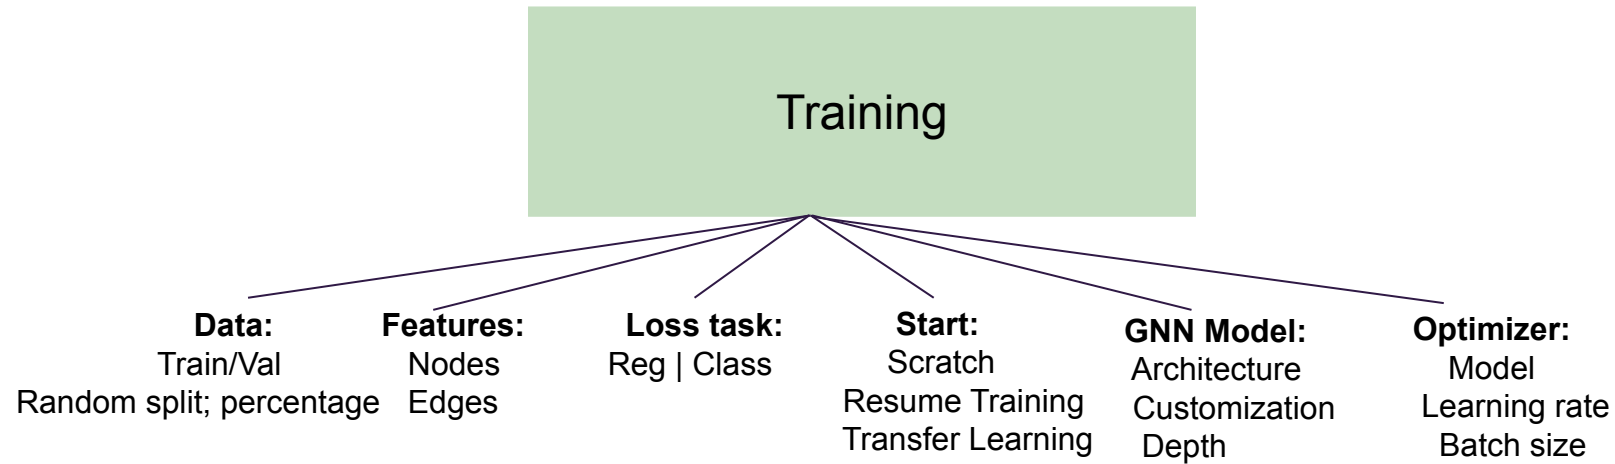 Training
Data:
Train/Val
Random split; percentage
Features:
Nodes
Edges
Loss task:
Reg | Class
Start:
Scratch
Resume Training
Transfer Learning
GNN Model:
Architecture
Customization
Depth
Optimizer:
Model
Learning rate
Batch size